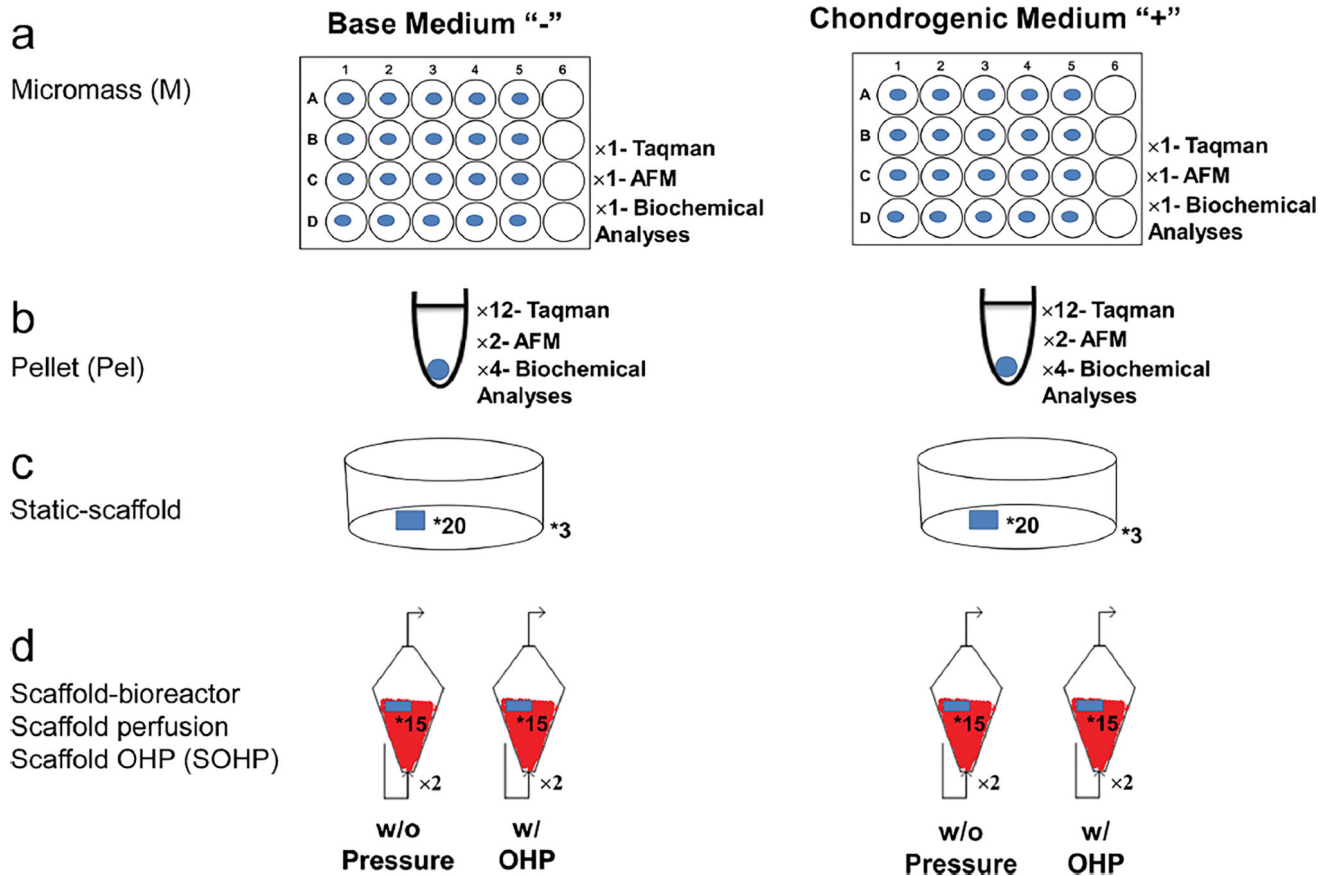 a
Micromass (M)
Base Medium “-”
1 2 3 4 5 6
A
B
C
D
×1- Taqman
×1- AFM
×1- Biochemical
Analyses
Chondrogenic Medium “+”
1 2 3 4 5 6
A
B
C
D
×1- Taqman
×1- AFM
×1- Biochemical
Analyses
b
Pellet (Pel)
×12- Taqman
×2- AFM
×4- Biochemical
Analyses
×12- Taqman
×2- AFM
×4- Biochemical
Analyses
c
Static-scaffold
*20
*3
*20
*3
d
Scaffold-bioreactor
Scaffold perfusion
Scaffold OHP (SOHP)
*15
×2
w/o
Pressure
*15
×2
w/
OHP
*15
×2
w/o
Pressure
*15
×2
w/
OHP